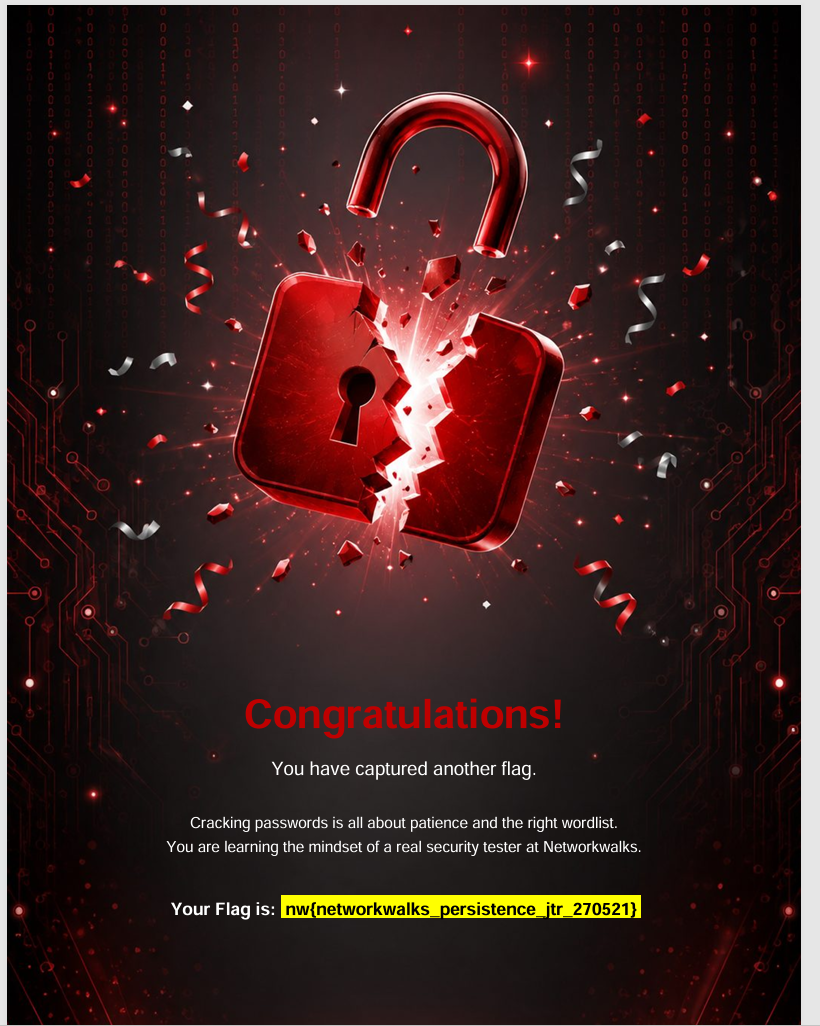 Congratulations!
You have captured another flag.
Cracking passwords is all about patience and the right wordlist.
You are learning the mindset of a real security tester at Networkwalks.
Your Flag is: nw{networkwalks_persistence_jtr_270521}